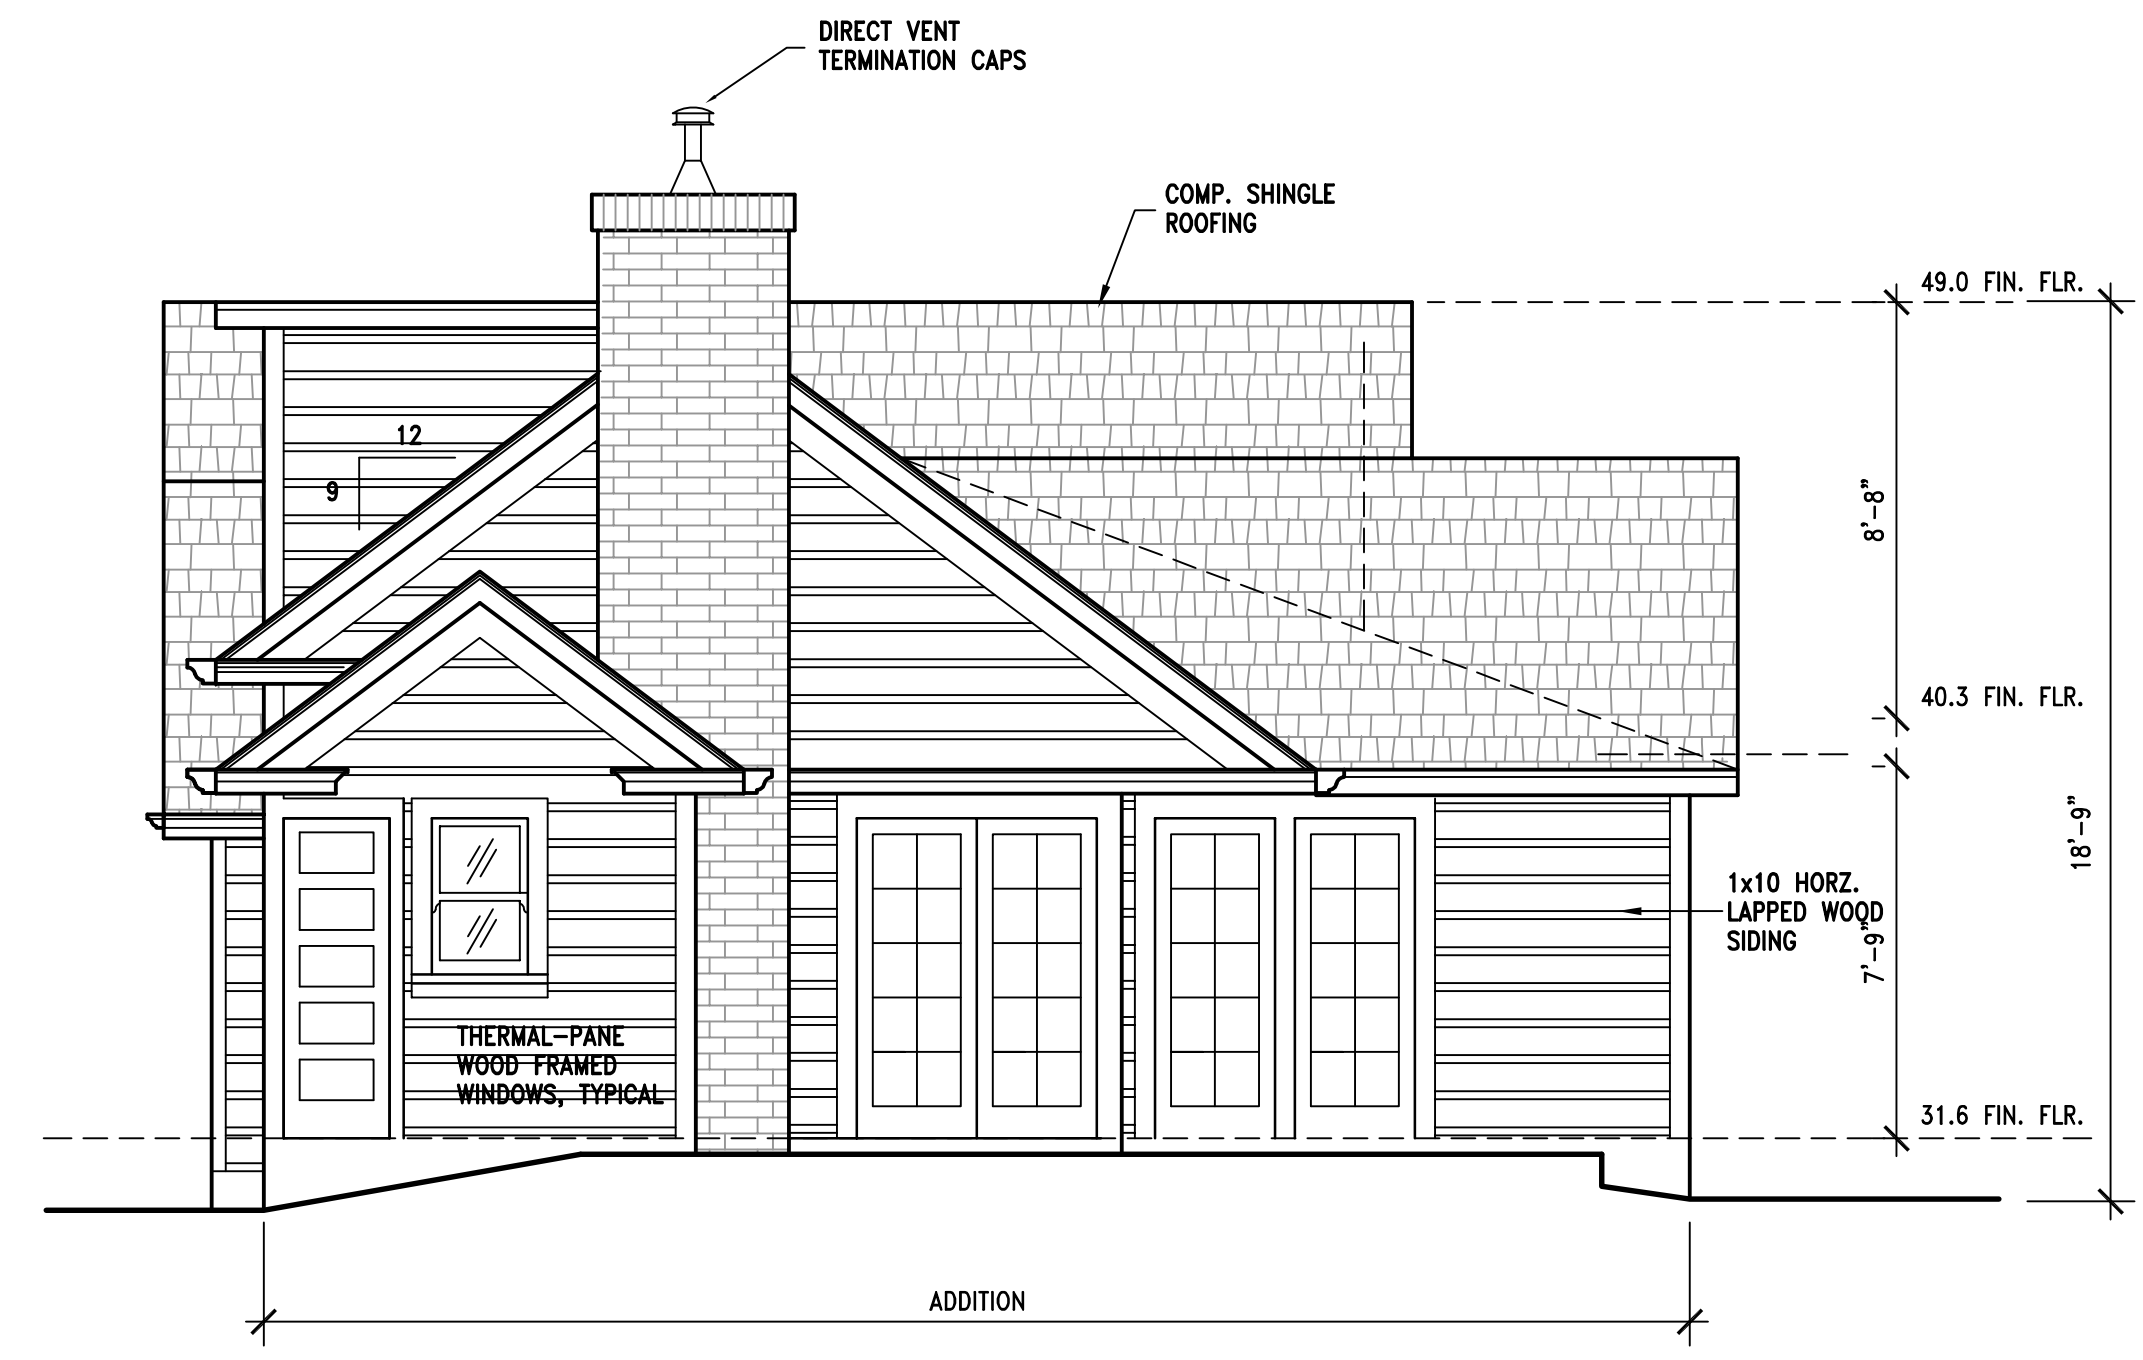 DIRECT VENT
TERMINATION CAPS
COMP. SHINGLE
ROOFING
49.0 FIN. FLR.
12
9
8'-8"
40.3 FIN. FLR.
18'-9"
1x10 HORZ.
LAPPED WOOD
SIDING
7'-9"
THERMAL-PANE
WOOD FRAMED
WINDOWS, TYPICAL
31.6 FIN. FLR.
ADDITION